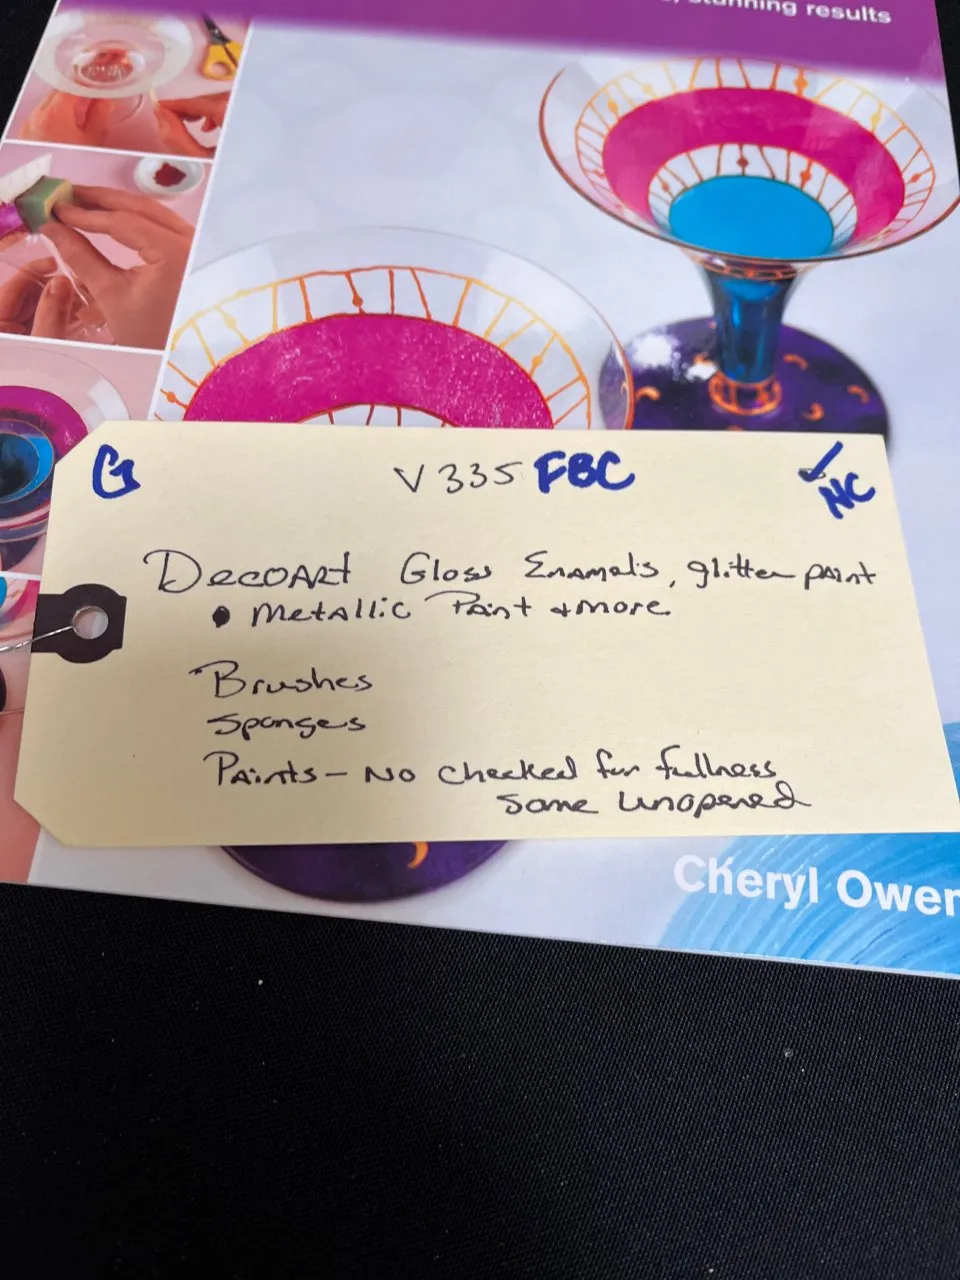 stunning results
G V335 FBC ✓ NC
DecoArt Gloss Enamels, glitter paint
• Metallic Paint & more
Brushes
Sponges
Paints - No checked for fullness
some unopened
Cheryl Owen